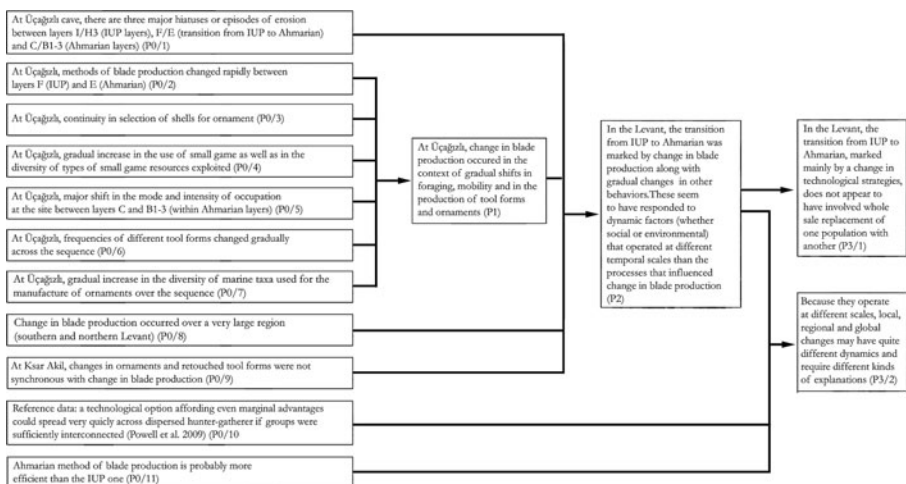 At Üçağızlı cave, there are three major hiatuses or episodes of erosion
between layers I/H3 (IUP layers), F/E (transition from IUP to Ahmarian)
and C/B1-3 (Ahmarian layers) (P0/1)
At Üçağızlı, methods of blade production changed rapidly between
layers F (IUP) and E (Ahmarian) (P0/2)
At Üçağızlı, continuity in selection of shells for ornament (P0/3)
At Üçağızlı, gradual increase in the use of small game as well as in the
diversity of types of small game resources exploited (P0/4)
At Üçağızlı, major shift in the mode and intensity of occupation
at the site between layers C and B1-3 (within Ahmarian layers) (P0/5)
At Üçağızlı, frequencies of different tool forms changed gradually
across the sequence (P0/6)
At Üçağızlı, gradual increase in the diversity of marine taxa used for the
manufacture of ornaments over the sequence (P0/7)
Change in blade production occurred over a very large region
(southern and northern Levant) (P0/8)
At Ksar Akil, changes in ornaments and retouched tool forms were not
synchronous with change in blade production (P0/9)
Reference data: a technological option affording even marginal advantages
could spread very quicly across dispersed hunter-gatherer if groups were
sufficiently interconnected (Powell et al. 2009) (P0/10
Ahmarian method of blade production is probably more
efficient than the IUP one (P0/11)
At Üçağızlı, change in blade
production occured in the
context of gradual shifts in
foraging, mobility and in the
production of tool forms
and ornaments (P1)
In the Levant, the transition
from IUP to Ahmarian was
marked by change in blade
production along with
gradual changes in other
behaviors.These seem
to have responded to
dynamic factors (whether
social or environmental)
that operated at different
temporal scales than the
processes that influenced
change in blade
production (P2)
In the Levant, the
transition from IUP to
Ahmarian, marked
mainly by a change in
technological strategies,
does not appear to
have involved whole
sale replacement of
one population with
another (P3/1)
Because they operate
at different scales, local,
regional and global
changes may have quite
different dynamics and
require different kinds
of explanations (P3/2)